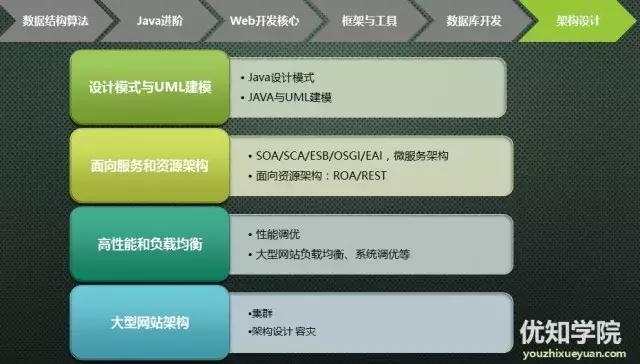 数据结构算法
Java进阶
Web开发核心
框架与工具
数据库开发
架构设计
设计模式与UML建模
• Java设计模式
• JAVA与UML建模
面向服务和资源架构
• SOA/SCA/ESB/OSGI/EAI，微服务架构
• 面向资源架构：ROA/REST
高性能和负载均衡
• 性能调优
• 大型网站负载均衡、系统调优等
大型网站架构
•集群
•架构设计 容灾
优知学院
youzhixueyuan.com